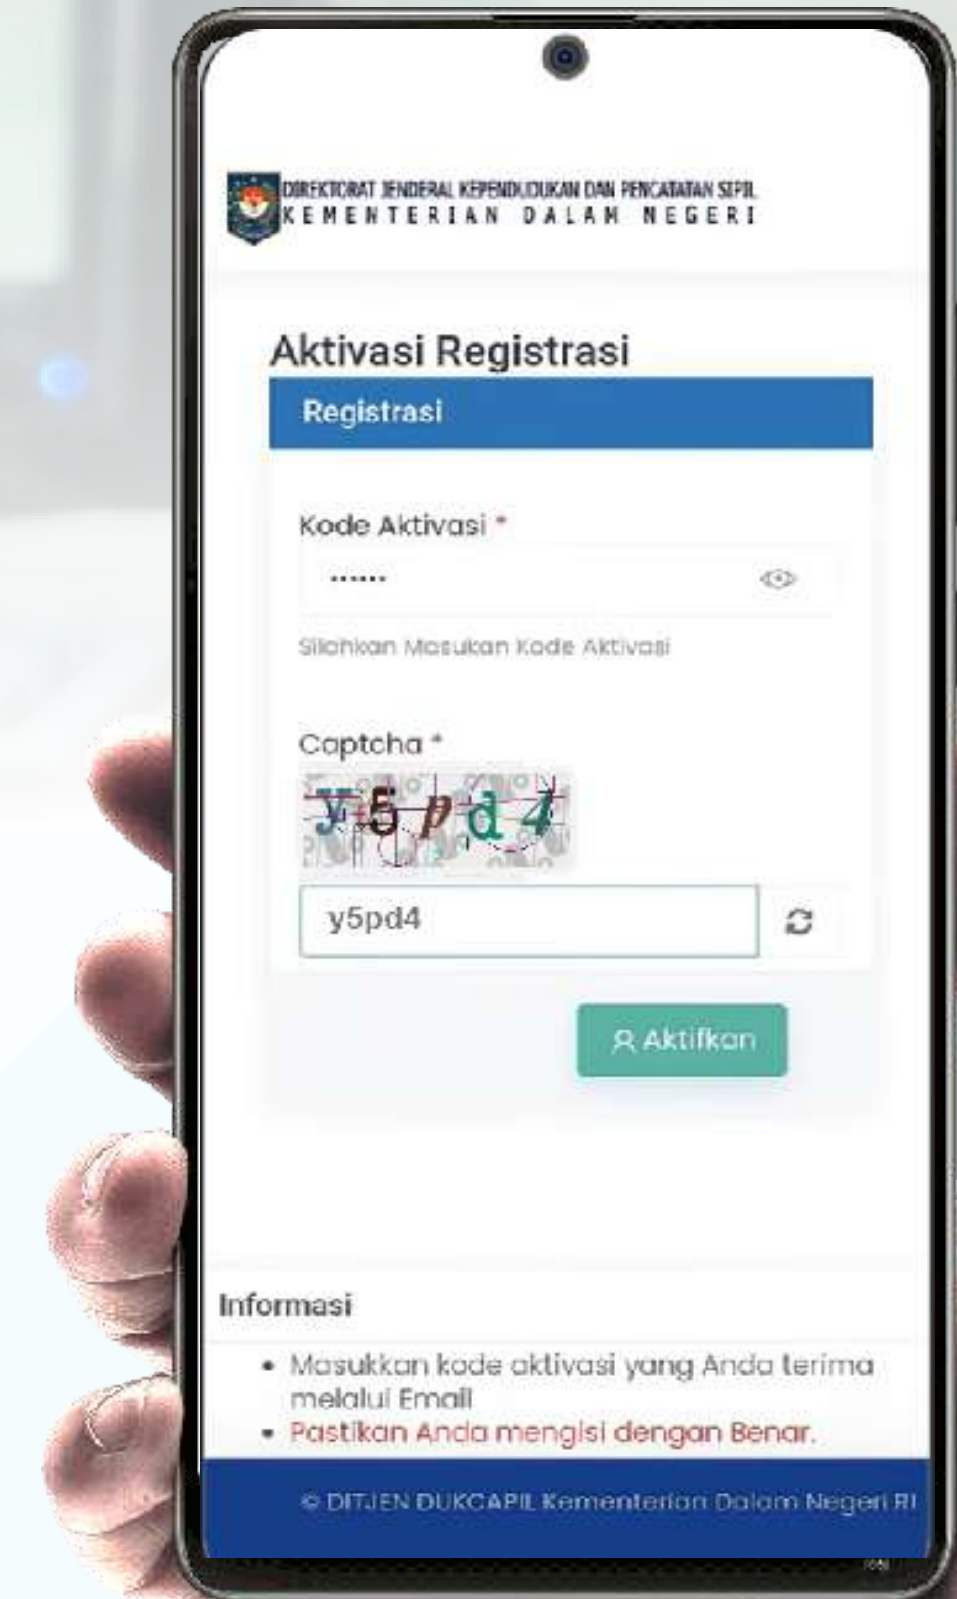 DIREKTORAT JENDERAL KEPENDUDUKAN DAN PENCATATAN SIPIL
KEMENTERIAN DALAM NEGERI
Aktivasi Registrasi
Registrasi
Kode Aktivasi *
••••••
Silahkan Masukan Kode Aktivasi
Captcha *
y5pd4
y5pd4
Aktifkan
Informasi
• Masukkan kode aktivasi yang Anda terima
melalui Email
• Pastikan Anda mengisi dengan Benar.
© DITJEN DUKCAPIL Kementerian Dalam Negeri RI